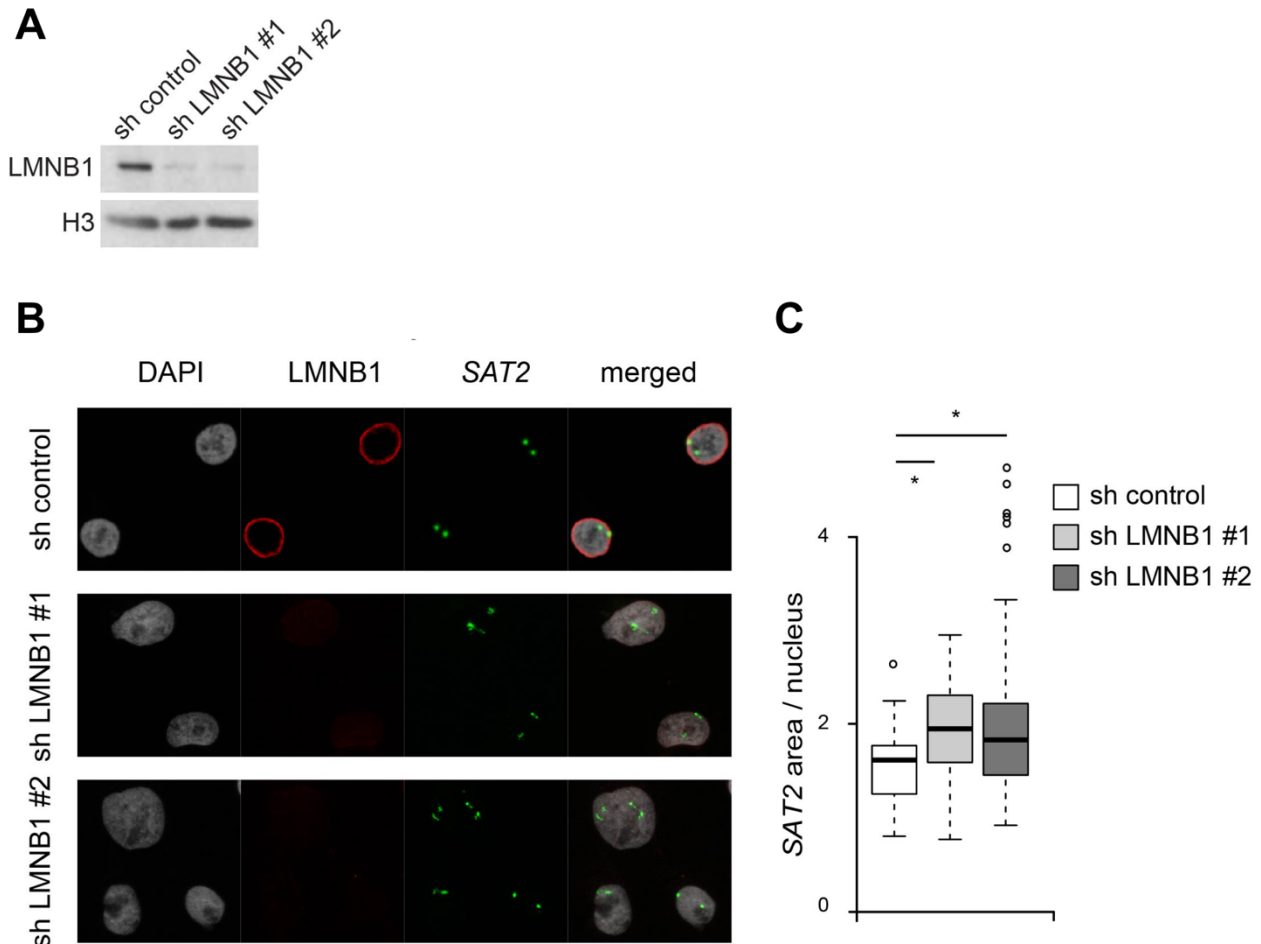 A
sh control
sh LMNB1 #1
sh LMNB1 #2
LMNB1
H3
B
DAPI
LMNB1
SAT2
merged
sh control
sh LMNB1 #1
sh LMNB1 #2
C
*
*
4
2
0
SAT2 area / nucleus
sh control
sh LMNB1 #1
sh LMNB1 #2